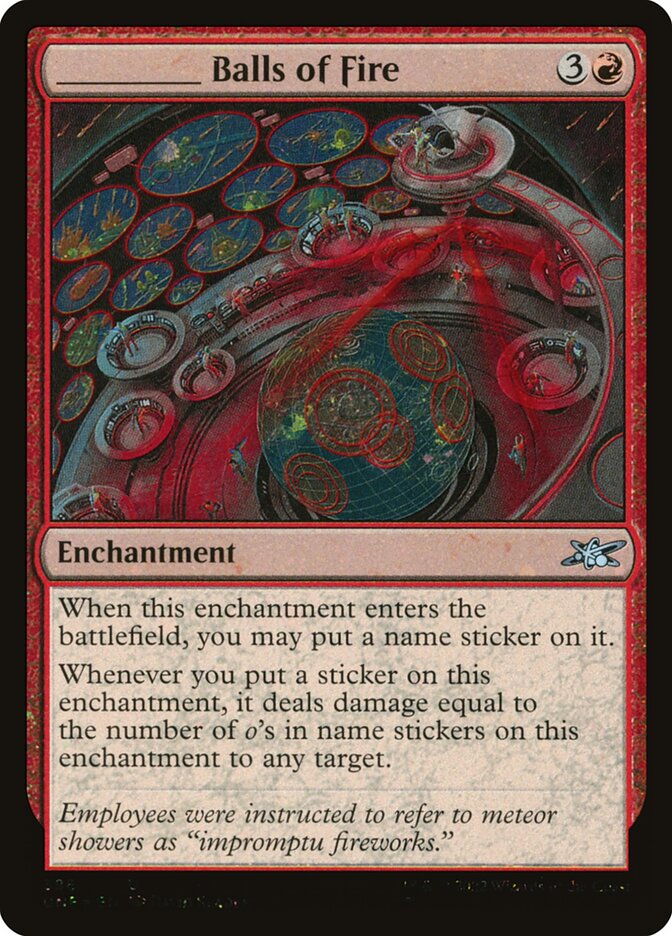 ________ Balls of Fire 3
Enchantment
When this enchantment enters the
battlefield, you may put a name sticker on it.
Whenever you put a sticker on this
enchantment, it deals damage equal to
the number of o's in name stickers on this
enchantment to any target.
Employees were instructed to refer to meteor
showers as “impromptu fireworks.”